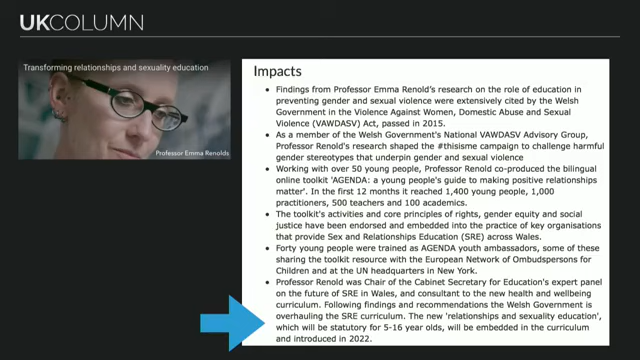 UKCOLUMN
Transforming relationships and sexuality education
Professor Emma Renolds
Impacts
• Findings from Professor Emma Renold's research on the role of education in
preventing gender and sexual violence were extensively cited by the Welsh
Government in the Violence Against Women, Domestic Abuse and Sexual
Violence (VAWDASV) Act, passed in 2015.
• As a member of the Welsh Government's National VAWDASV Advisory Group,
Professor Renold's research shaped the #thisisme campaign to challenge harmful
gender stereotypes that underpin gender and sexual violence
• Working with over 50 young people, Professor Renold co-produced the bilingual
online toolkit 'AGENDA: a young people's guide to making positive relationships
matter'. In the first 12 months it reached 1,400 young people, 1,000
practitioners, 500 teachers and 100 academics.
• The toolkit's activities and core principles of rights, gender equity and social
justice have been endorsed and embedded into the practice of key organisations
that provide Sex and Relationships Education (SRE) across Wales.
• Forty young people were trained as AGENDA youth ambassadors, some of these
sharing the toolkit resource with the European Network of Ombudspersons for
Children and at the UN headquarters in New York.
• Professor Renold was Chair of the Cabinet Secretary for Education's expert panel
on the future of SRE in Wales, and consultant to the new health and wellbeing
curriculum. Following findings and recommendations the Welsh Government is
overhauling the SRE curriculum. The new 'relationships and sexuality education',
which will be statutory for 5-16 year olds, will be embedded in the curriculum
and introduced in 2022.